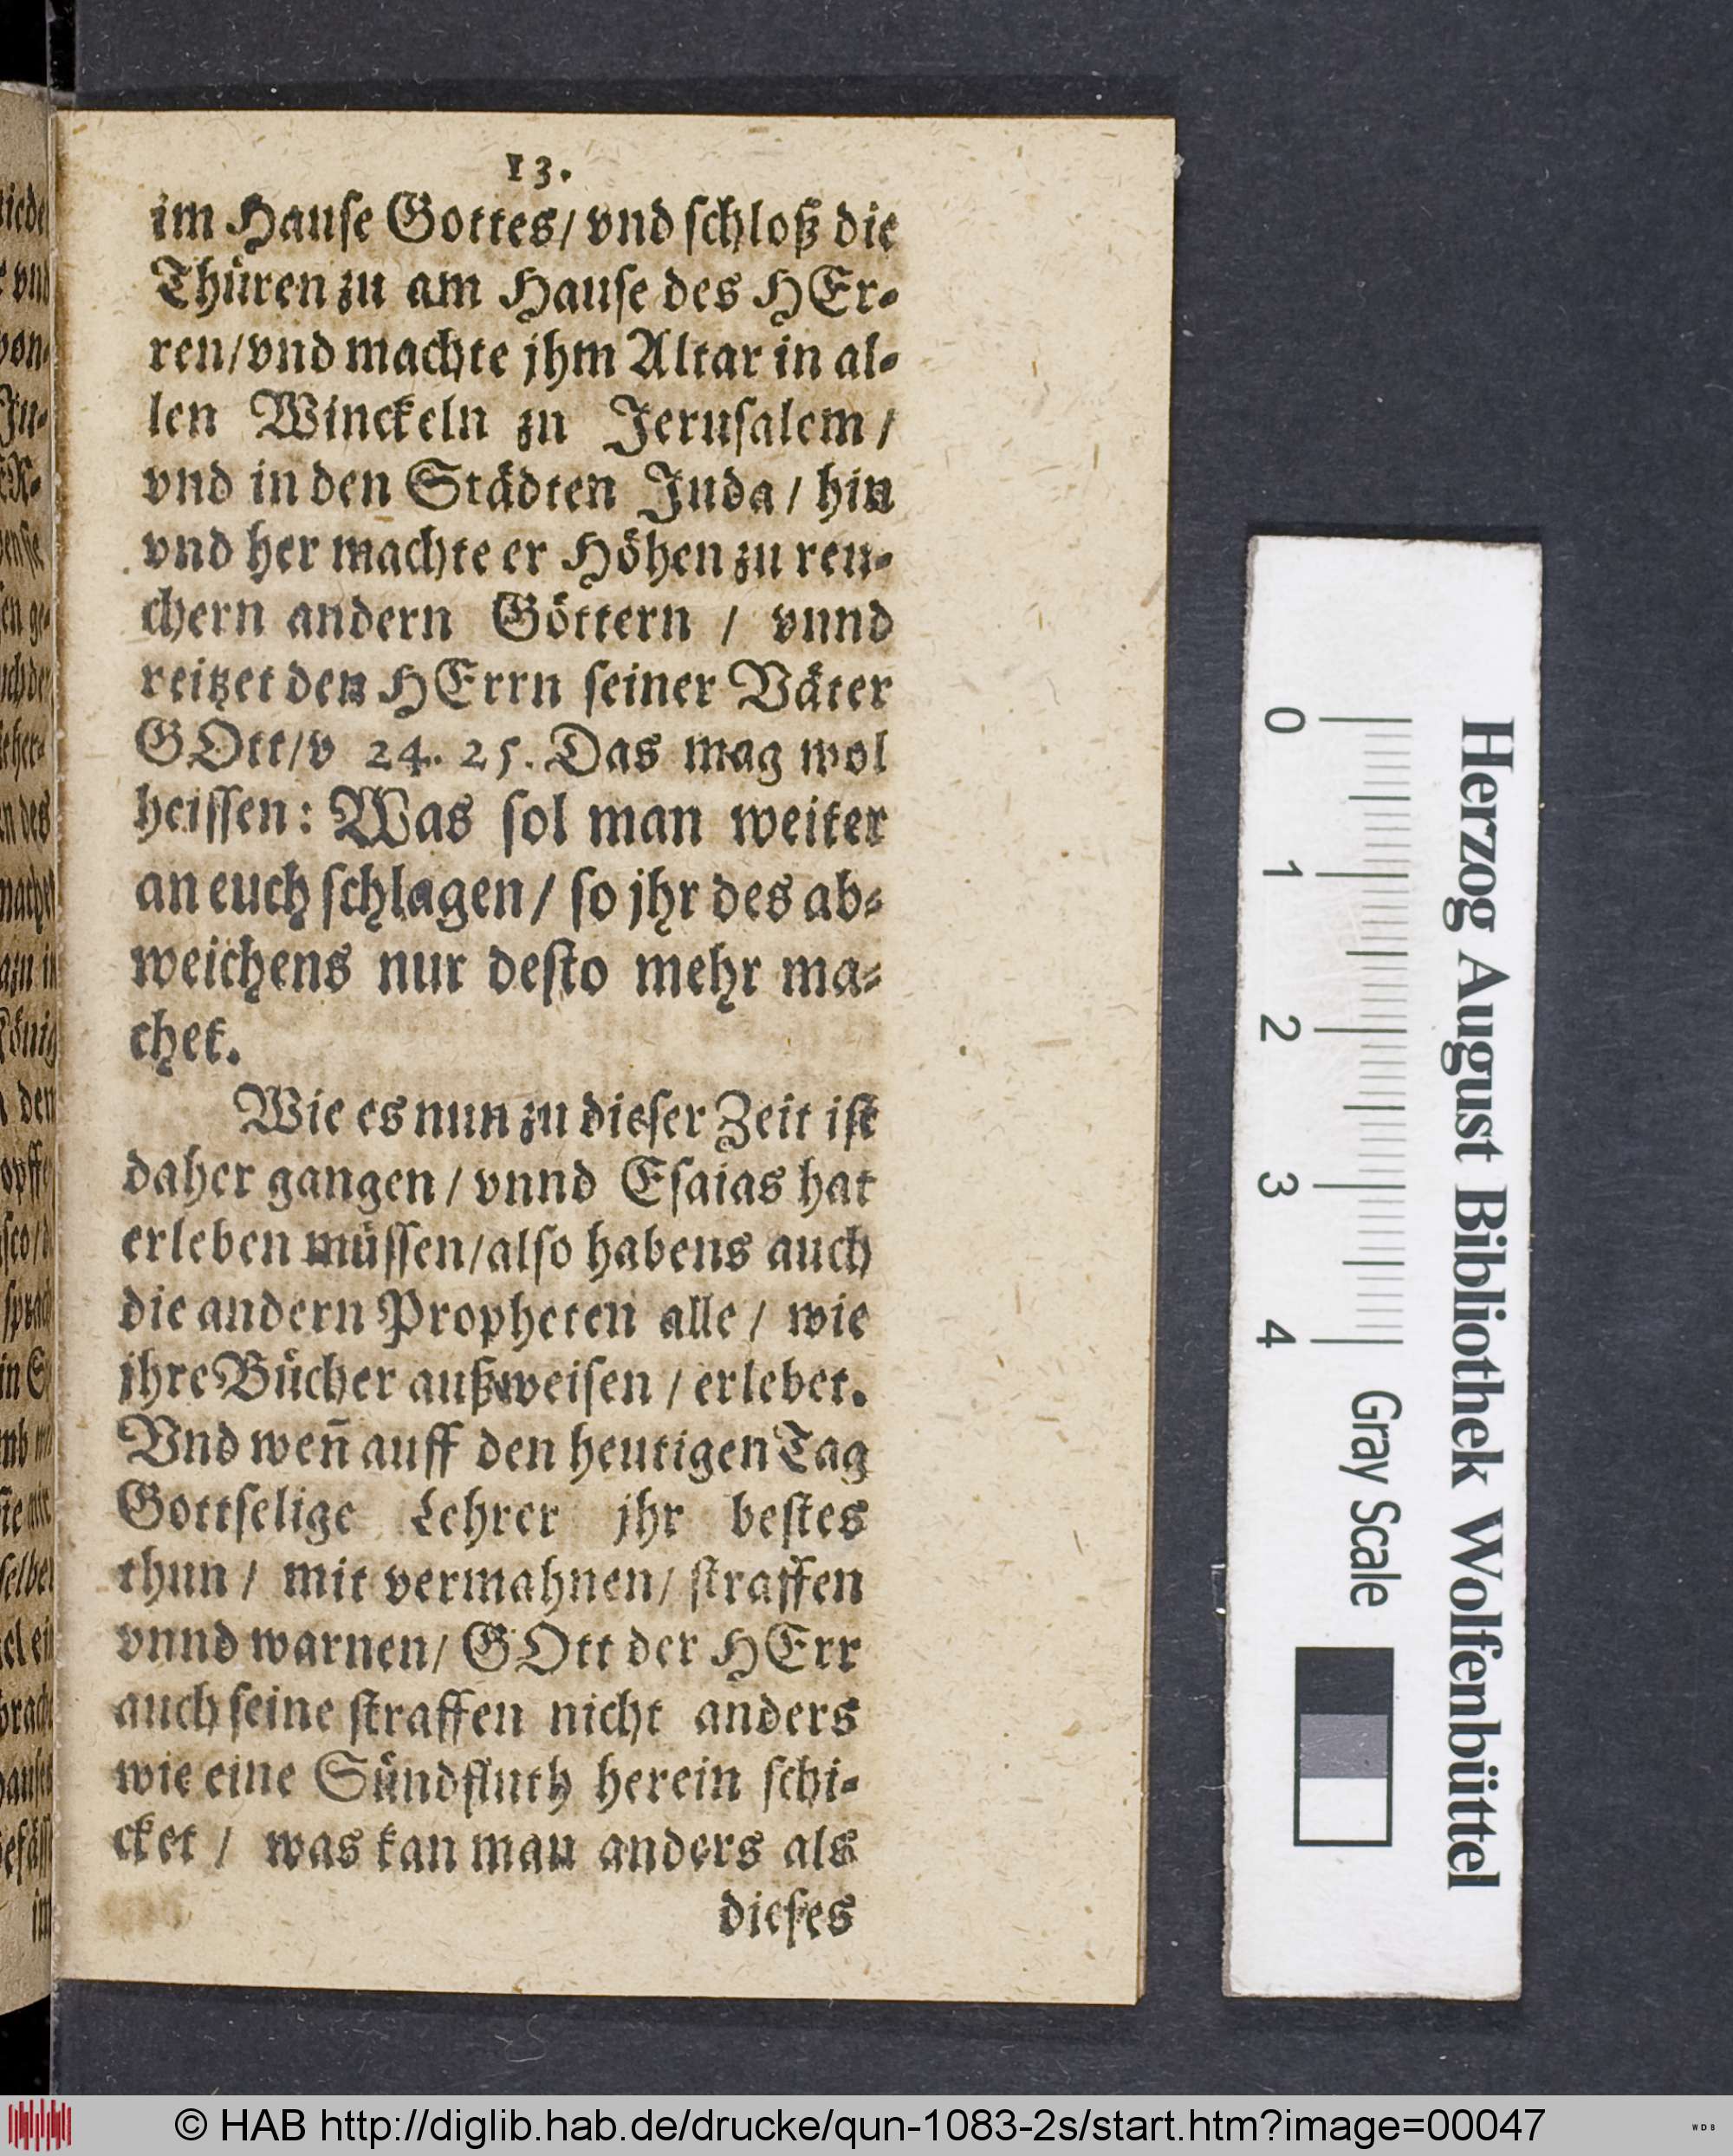 13.
im Hauſe Gottes/ vnd ſchloß die
Thüren zu am Hauſe des HEr-
ren/vnd machte jhm Altar in al-
len Winckeln zu Jeruſalem/
vnd in den Städten Juda/ hin
vnd her machte er Höhen zu reu-
chern andern Göttern / vnnd
reitzet den HErrn ſeiner Väter
GOtt/v 24. 25. Das mag wol
heiſſen: Was ſol man weiter
an euch ſchlagen/ ſo jhr des ab-
weichens nur deſto mehr ma-
chet.
Wie es nun zu dieſer Zeit iſt
daher gangen/ vnnd Eſaias hat
erleben müſſen/alſo habens auch
die andern Propheten alle/ wie
jhre Bücher außweiſen/ erlebet.
Vnd wen̄ auff den heutigen Tag
Gottſelige Lehrer jhr beſtes
thun/ mit vermahnen/ ſtraffen
vnnd warnen/ GOtt der HErr
auch ſeine ſtraffen nicht anders
wie eine Sündfluth herein ſchi-
cket/ was kan man anders als
dieſes
Herzog August Bibliothek Wolfenbüttel
0 1 2 3 4 Gray Scale
© HAB http://diglib.hab.de/drucke/qun-1083-2s/start.htm?image=00047
WDB